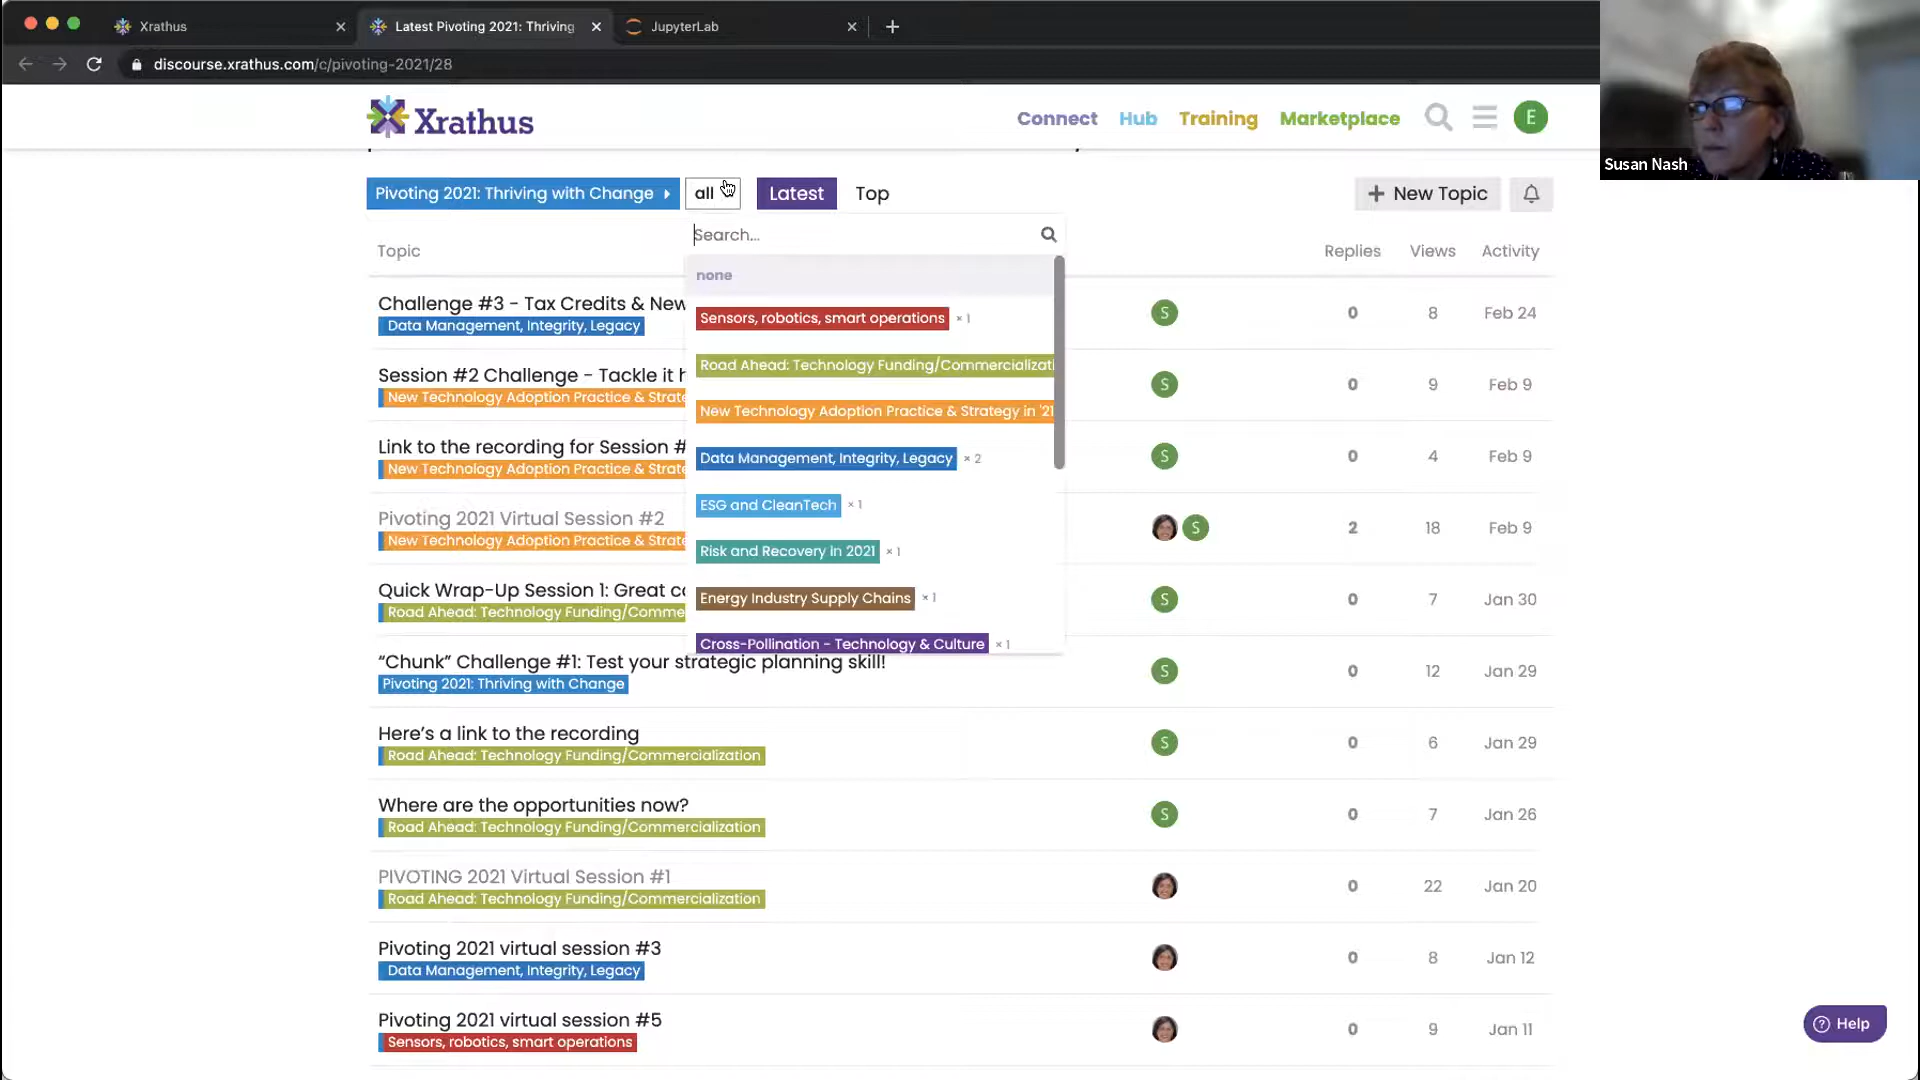 Xrathus
Latest Pivoting 2021: Thriving
JupyterLab
discourse.xrathus.com/c/pivoting-2021/28
Xrathus
Connect Hub Training Marketplace E
Susan Nash
Pivoting 2021: Thriving with Change all Latest Top + New Topic
Search...
Topic Replies Views Activity
none
Sensors, robotics, smart operations × 1
Road Ahead: Technology Funding/Commercializati
New Technology Adoption Practice & Strategy in '21
Data Management, Integrity, Legacy × 2
ESG and CleanTech × 1
Risk and Recovery in 2021 × 1
Energy Industry Supply Chains × 1
Cross-Pollination - Technology & Culture × 1
Challenge #3 - Tax Credits & New S 0 8 Feb 24
Data Management, Integrity, Legacy
Session #2 Challenge - Tackle it S 0 9 Feb 9
New Technology Adoption Practice & Strate
Link to the recording for Session # S 0 4 Feb 9
New Technology Adoption Practice & Strate
Pivoting 2021 Virtual Session #2 S 2 18 Feb 9
New Technology Adoption Practice & Strate
Quick Wrap-Up Session 1: Great S 0 7 Jan 30
Road Ahead: Technology Funding/Comme
“Chunk” Challenge #1: Test your strategic planning skill! S 0 12 Jan 29
Pivoting 2021: Thriving with Change
Here’s a link to the recording S 0 6 Jan 29
Road Ahead: Technology Funding/Commercialization
Where are the opportunities now? S 0 7 Jan 26
Road Ahead: Technology Funding/Commercialization
PIVOTING 2021 Virtual Session #1 0 22 Jan 20
Road Ahead: Technology Funding/Commercialization
Pivoting 2021 virtual session #3 0 8 Jan 12
Data Management, Integrity, Legacy
Pivoting 2021 virtual session #5 0 9 Jan 11
Sensors, robotics, smart operations
? Help